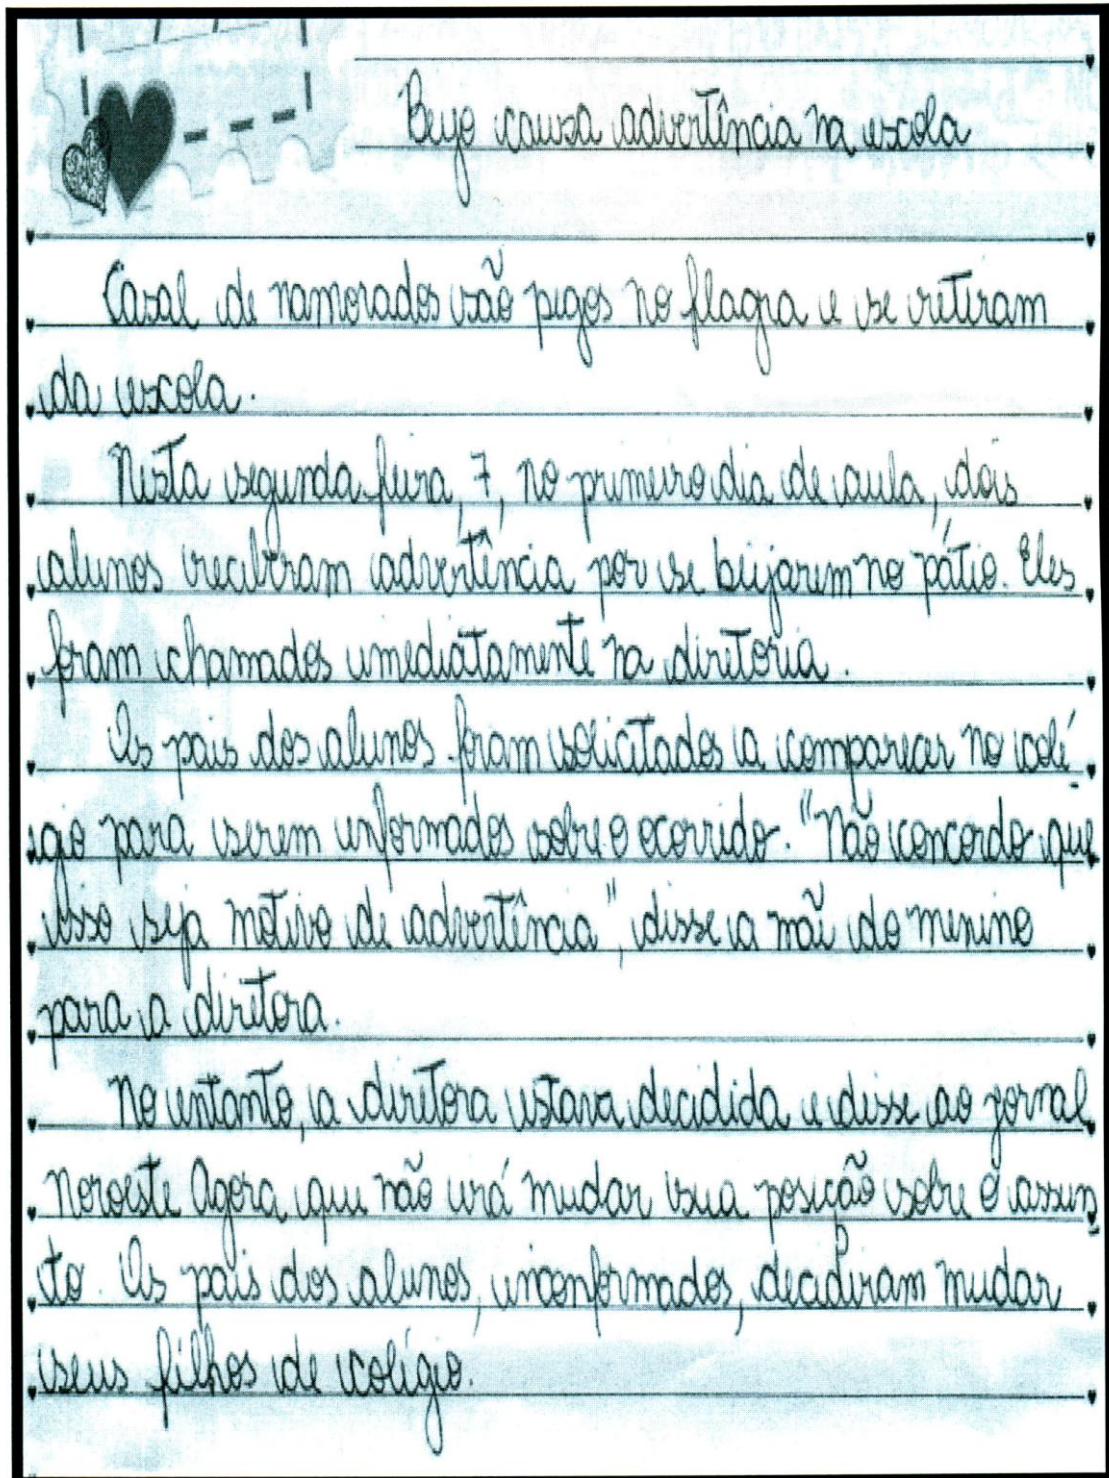 Beijo causa advertência na escola
Casal de namorados são pegos no flagra e se retiram
da escola.
Nesta segunda feira, 7, no primeiro dia de aula, dois
alunos receberam advertência por se beijarem no pátio. Eles
foram chamados imediatamente na diretoria.
Os pais dos alunos foram solicitados a comparecer no colé-
gio para serem informados sobre o ocorrido. "Não concordo que
isso seja motivo de advertência", disse a mãe do menino
para a diretora.
No entanto, a diretora estava decidida e disse ao jornal
Noroeste Agora, que não irá mudar sua posição sobre o assun-
to. Os pais dos alunos, inconformados, decidiram mudar
seus filhos de colégio.